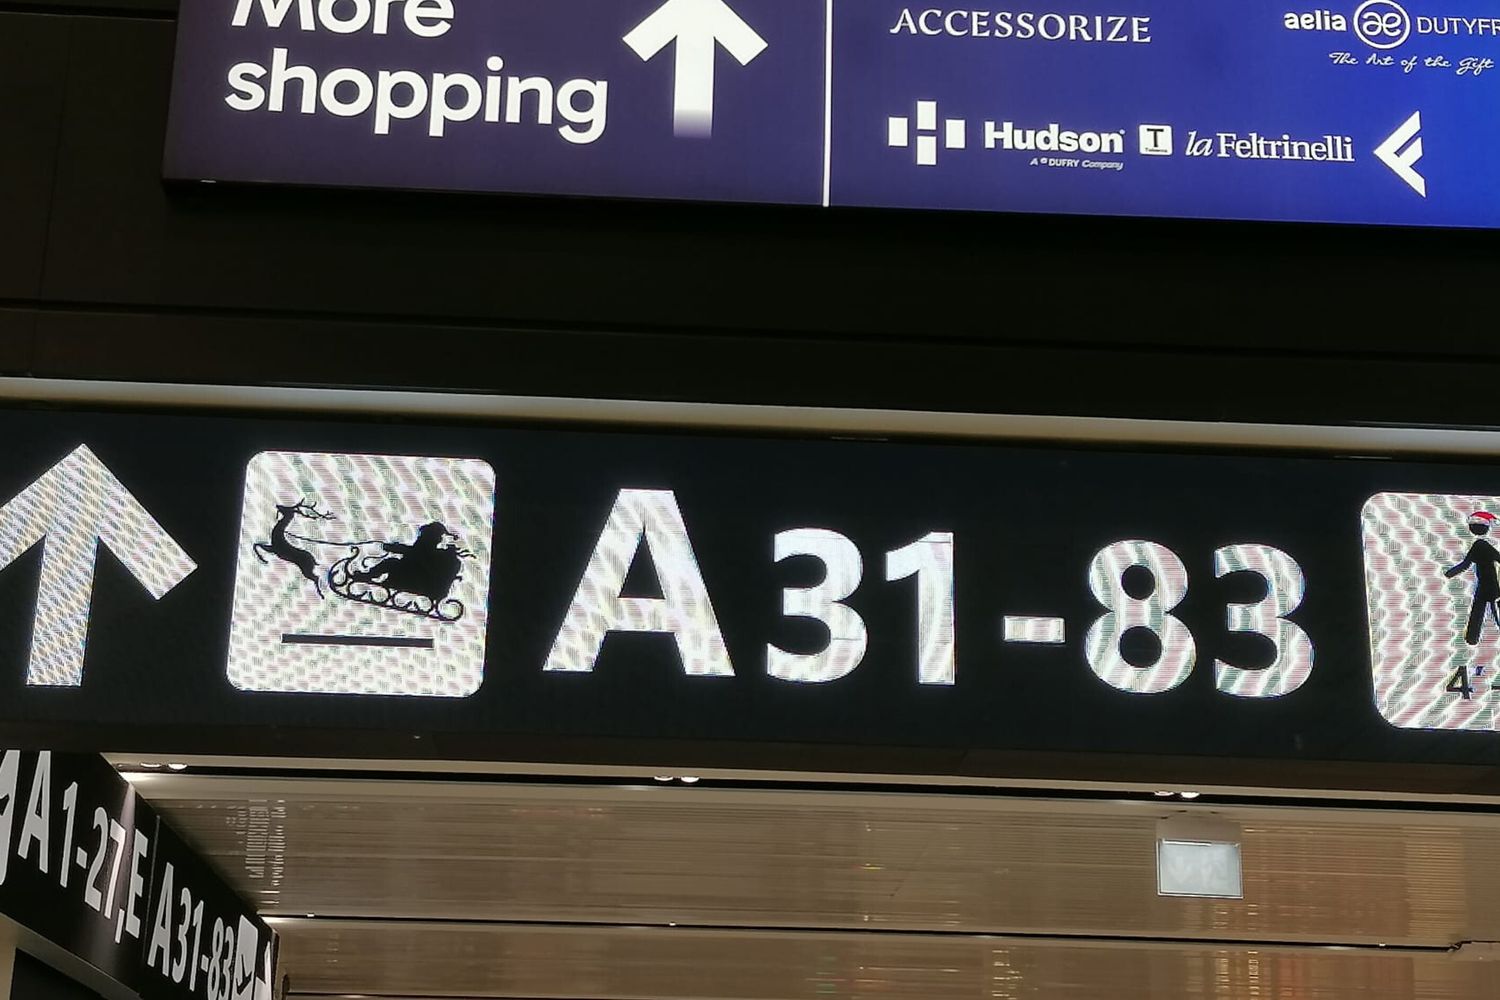 More
shopping
ACCESSORIZE
aelia æ DUTYFR
The Art of the Gift
Hudson T la Feltrinelli
A DUFRY Company
A31-83
4'
A1-27,E A31-83